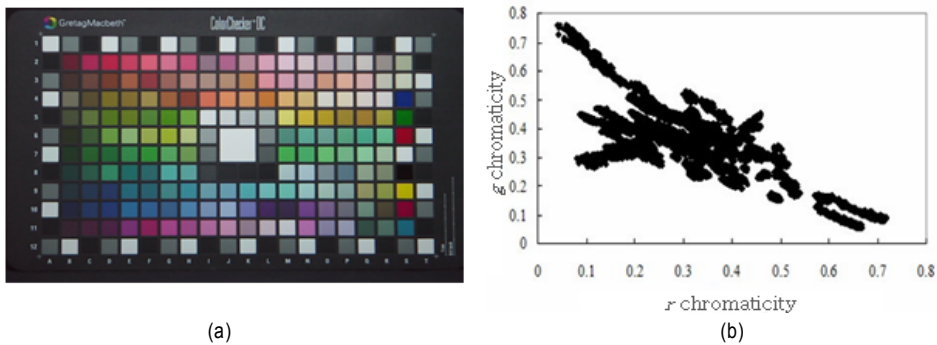 GretagMacbeth™
ColorChecker DC
1
2
3
4
5
6
7
8
9
10
11
12
A B C D E F G H I J K L M N O P Q R S T
(a)
g chromaticity
0.8
0.7
0.6
0.5
0.4
0.3
0.2
0.1
0
0 0.1 0.2 0.3 0.4 0.5 0.6 0.7 0.8
r chromaticity
(b)